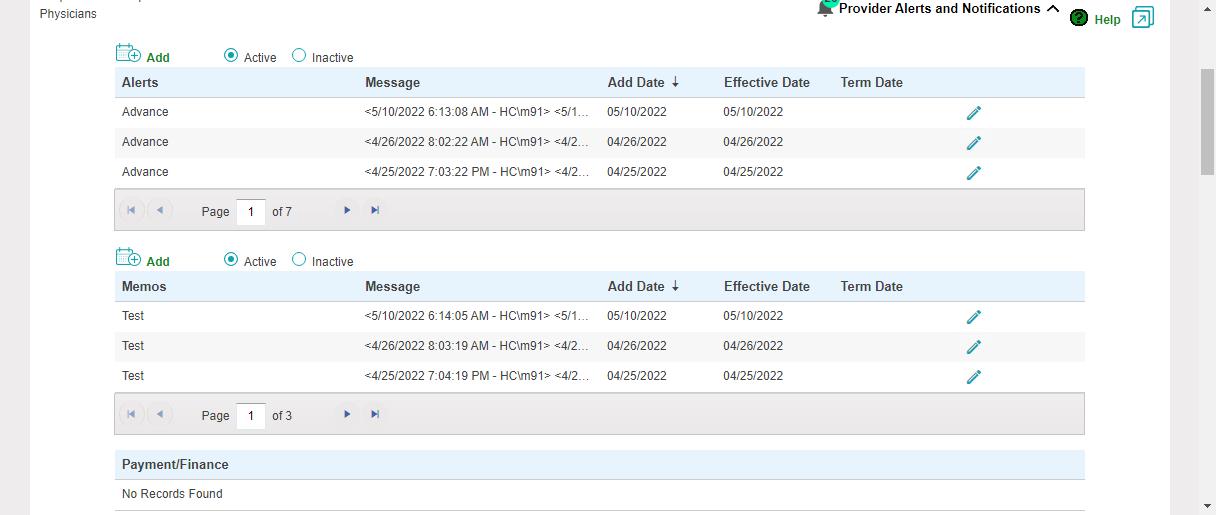 Physicians
Provider Alerts and Notifications
Help
Add Active Inactive
Alerts Message Add Date ↓ Effective Date Term Date
Advance <5/10/2022 6:13:08 AM - HC\m91> <5/1... 05/10/2022 05/10/2022
Advance <4/26/2022 8:02:22 AM - HC\m91> <4/2... 04/26/2022 04/26/2022
Advance <4/25/2022 7:03:22 PM - HC\m91> <4/2... 04/25/2022 04/25/2022
Page 1 of 7
Add Active Inactive
Memos Message Add Date ↓ Effective Date Term Date
Test <5/10/2022 6:14:05 AM - HC\m91> <5/1... 05/10/2022 05/10/2022
Test <4/26/2022 8:03:19 AM - HC\m91> <4/2... 04/26/2022 04/26/2022
Test <4/25/2022 7:04:19 PM - HC\m91> <4/2... 04/25/2022 04/25/2022
Page 1 of 3
Payment/Finance
No Records Found